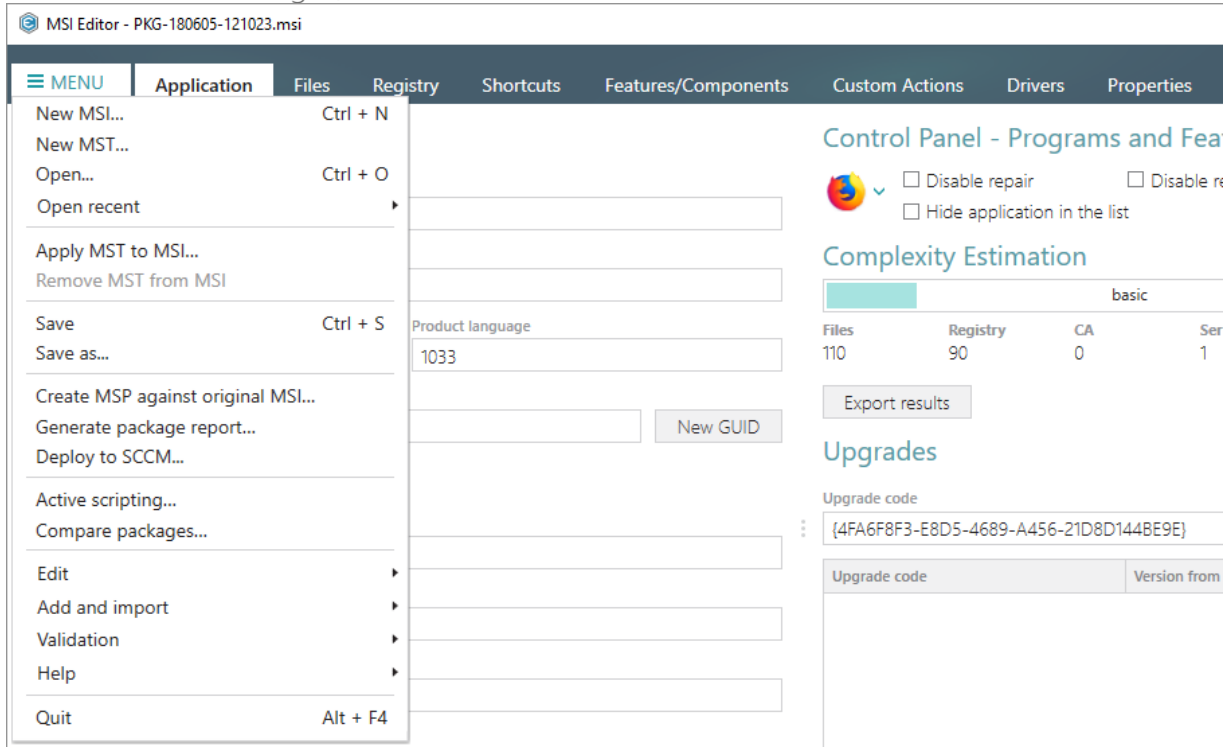 MSI Editor - PKG-180605-121023.msi
MENU Application Files Registry Shortcuts Features/Components Custom Actions Drivers Properties
New MSI... Ctrl + N
New MST...
Open... Ctrl + O
Open recent
Apply MST to MSI...
Remove MST from MSI
Save Ctrl + S
Save as...
Create MSP against original MSI...
Generate package report...
Deploy to SCCM...
Active scripting...
Compare packages...
Edit
Add and import
Validation
Help
Quit Alt + F4
Product language
1033
New GUID
Control Panel - Programs and Fea
Disable repair Disable re
Hide application in the list
Complexity Estimation
basic
Files Registry CA Ser
110 90 0 1
Export results
Upgrades
Upgrade code
{4FA6F8F3-E8D5-4689-A456-21D8D144BE9E}
Upgrade code Version from